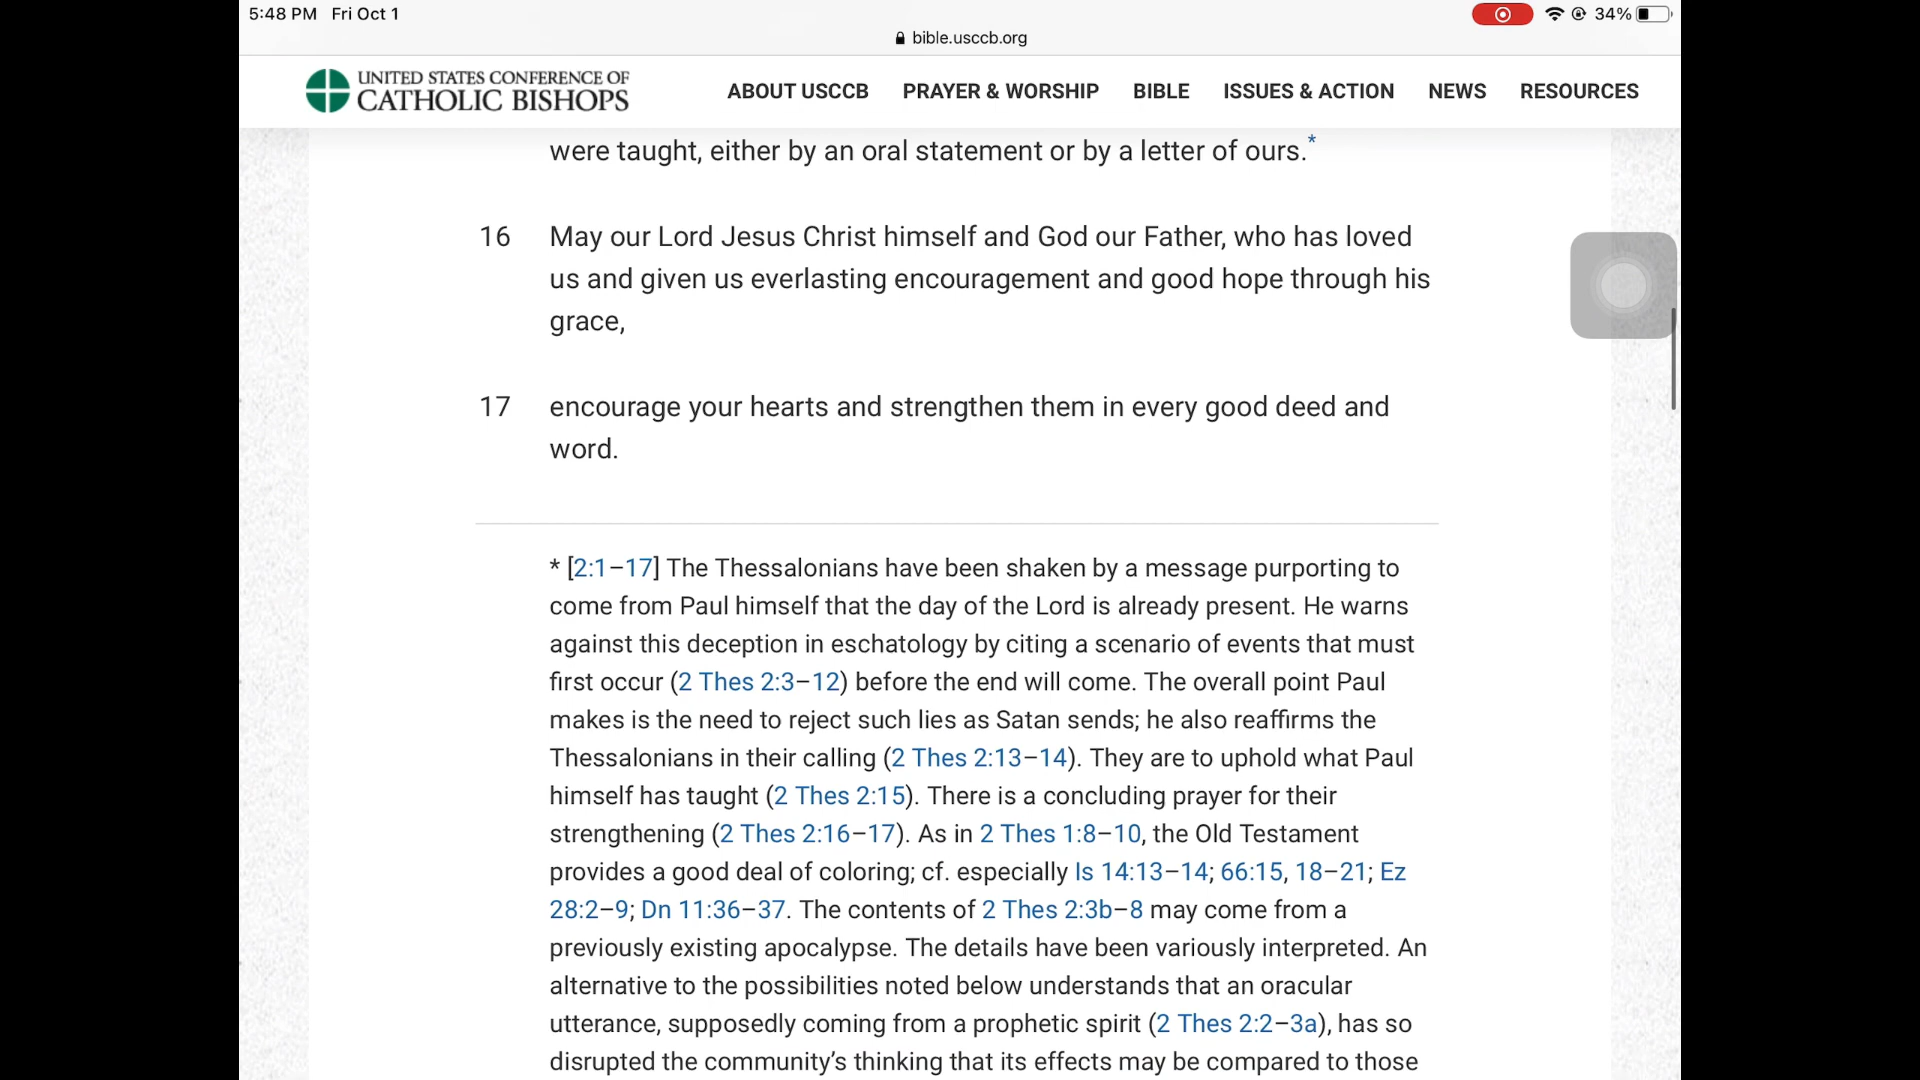 5:48 PM Fri Oct 1
34%
bible.usccb.org
UNITED STATES CONFERENCE OF
CATHOLIC BISHOPS
ABOUT USCCB PRAYER & WORSHIP BIBLE ISSUES & ACTION NEWS RESOURCES
were taught, either by an oral statement or by a letter of ours.*
16 May our Lord Jesus Christ himself and God our Father, who has loved
us and given us everlasting encouragement and good hope through his
grace,
17 encourage your hearts and strengthen them in every good deed and
word.
* [2:1–17] The Thessalonians have been shaken by a message purporting to
come from Paul himself that the day of the Lord is already present. He warns
against this deception in eschatology by citing a scenario of events that must
first occur (2 Thes 2:3–12) before the end will come. The overall point Paul
makes is the need to reject such lies as Satan sends; he also reaffirms the
Thessalonians in their calling (2 Thes 2:13–14). They are to uphold what Paul
himself has taught (2 Thes 2:15). There is a concluding prayer for their
strengthening (2 Thes 2:16–17). As in 2 Thes 1:8–10, the Old Testament
provides a good deal of coloring; cf. especially Is 14:13–14; 66:15, 18–21; Ez
28:2–9; Dn 11:36–37. The contents of 2 Thes 2:3b–8 may come from a
previously existing apocalypse. The details have been variously interpreted. An
alternative to the possibilities noted below understands that an oracular
utterance, supposedly coming from a prophetic spirit (2 Thes 2:2–3a), has so
disrupted the community’s thinking that its effects may be compared to those